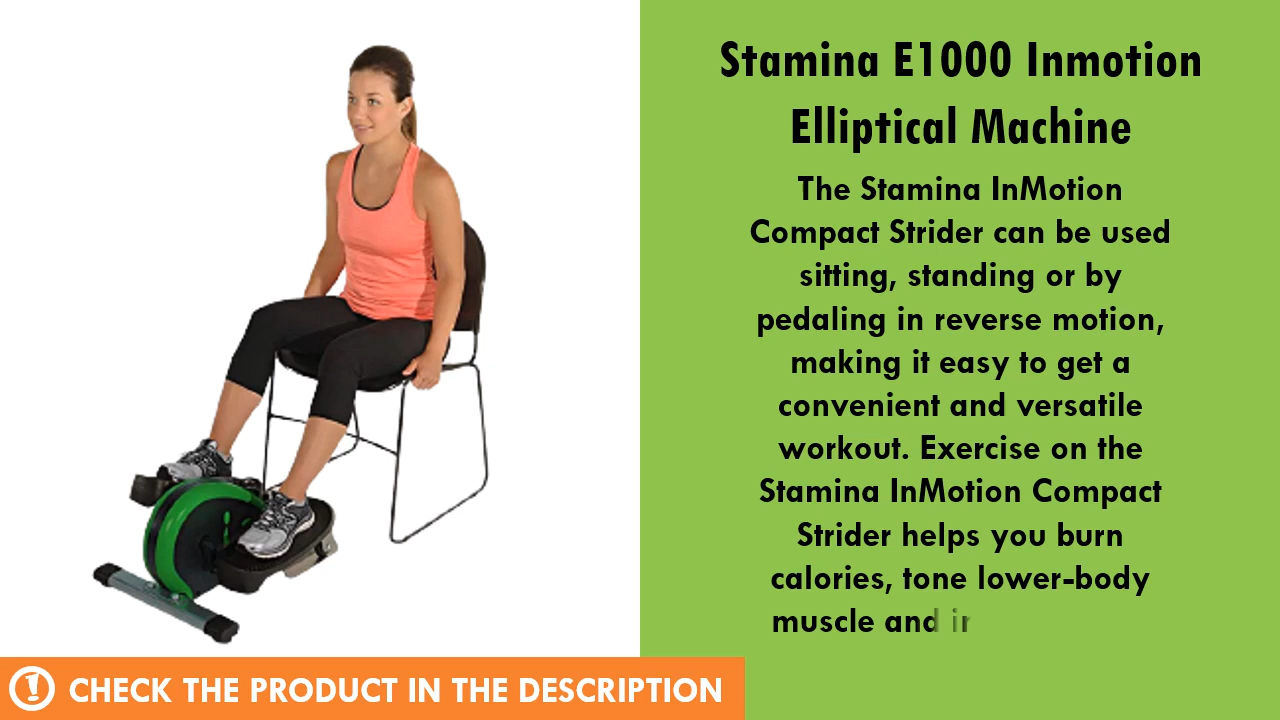 Stamina E1000 Inmotion
Elliptical Machine
The Stamina InMotion
Compact Strider can be used
sitting, standing or by
pedaling in reverse motion,
making it easy to get a
convenient and versatile
workout. Exercise on the
Stamina InMotion Compact
Strider helps you burn
calories, tone lower-body
muscle and
CHECK THE PRODUCT IN THE DESCRIPTION